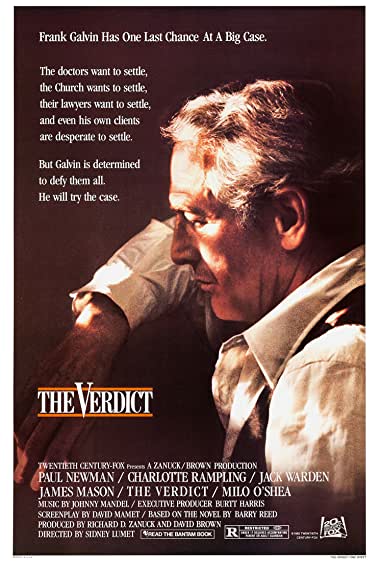 Frank Galvin Has One Last Chance At A Big Case.
The doctors want to settle,
the Church wants to settle,
their lawyers want to settle,
and even his own clients
are desperate to settle.
But Galvin is determined
to defy them all.
He will try the case.
THE VERDICT
TWENTIETH CENTURY-FOX Presents A ZANUCK/BROWN PRODUCTION
PAUL NEWMAN / CHARLOTTE RAMPLING / JACK WARDEN
JAMES MASON / THE VERDICT / MILO O'SHEA
MUSIC BY JOHNNY MANDEL / EXECUTIVE PRODUCER BURTT HARRIS
SCREENPLAY BY DAVID MAMET / BASED ON THE NOVEL BY BARRY REED
PRODUCED BY RICHARD D. ZANUCK AND DAVID BROWN
DIRECTED BY SIDNEY LUMET
READ THE BANTAM BOOK
R RESTRICTED
20th CENTURY FOX